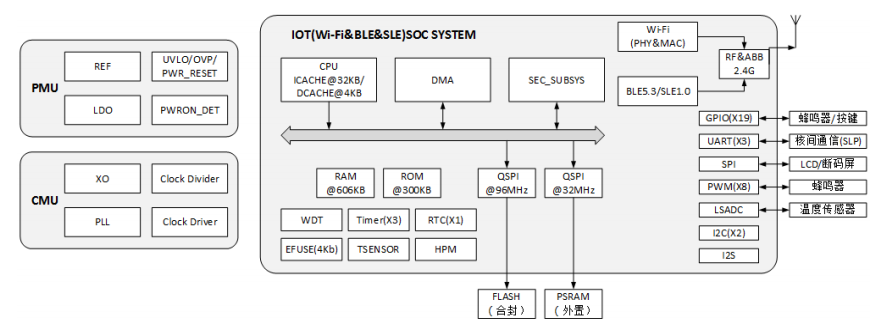 PMU
REF
UVLO/OVP/
PWR_RESET
LDO
PWRON_DET
CMU
XO
Clock Divider
PLL
Clock Driver
IOT(Wi-Fi&BLE&SLE)SOC SYSTEM
CPU
ICACHE@32KB/
DCACHE@4KB
DMA
SEC_SUBSYS
Wi-Fi
(PHY&MAC)
BLE5.3/SLE1.0
RF&ABB
2.4G
RAM
@606KB
ROM
@300KB
QSPI
@96MHz
QSPI
@32MHz
WDT
Timer(X3)
RTC(X1)
EFUSE(4Kb)
TSENSOR
HPM
GPIO(X19)
蜂鸣器/按键
UART(X3)
核间通信(SLP)
SPI
LCD/断码屏
PWM(X8)
蜂鸣器
LSADC
温度传感器
I2C(X2)
I2S
FLASH
（合封）
PSRAM
（外置）